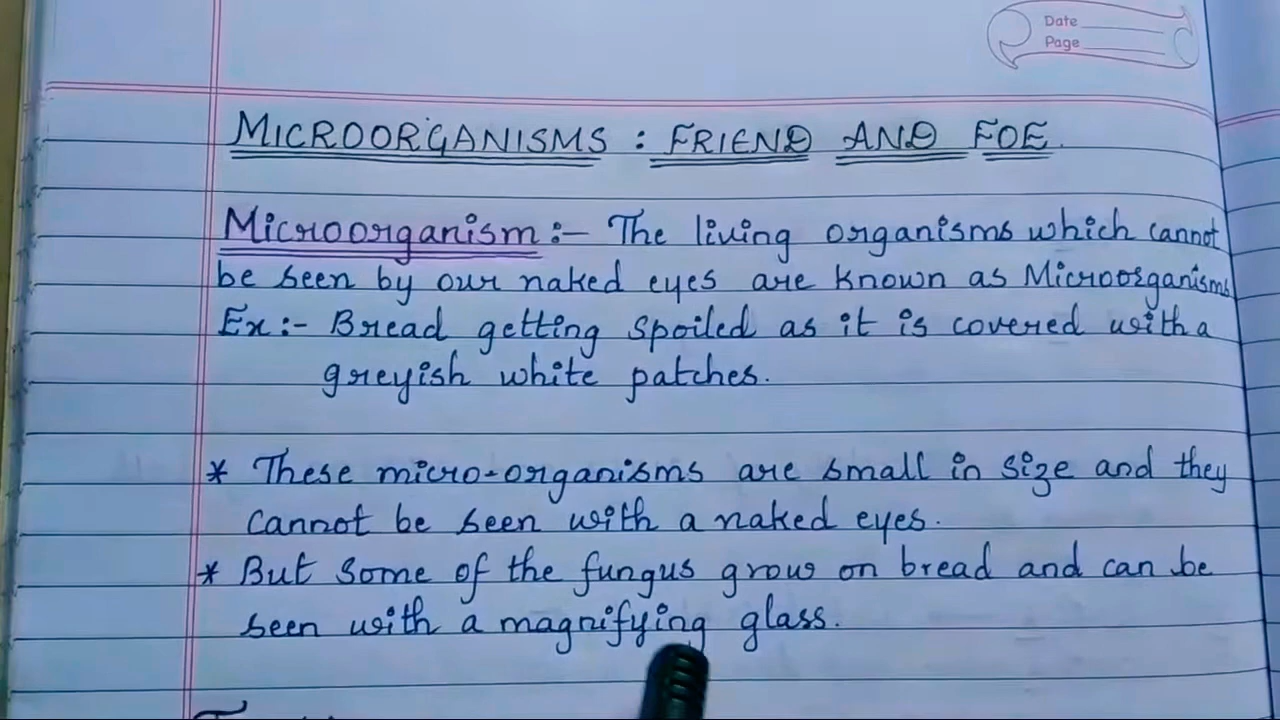 Date
Page
MICROORGANISMS : FRIEND AND FOE.
Microorganism :- The living organisms which cannot
be seen by our naked eyes are known as Microorganisms
Ex :- Bread getting spoiled as it is covered with a
greyish white patches.
* These micro-organisms are small in size and they
cannot be seen with a naked eyes.
* But some of the fungus grow on bread and can be
seen with a magnifying glass.